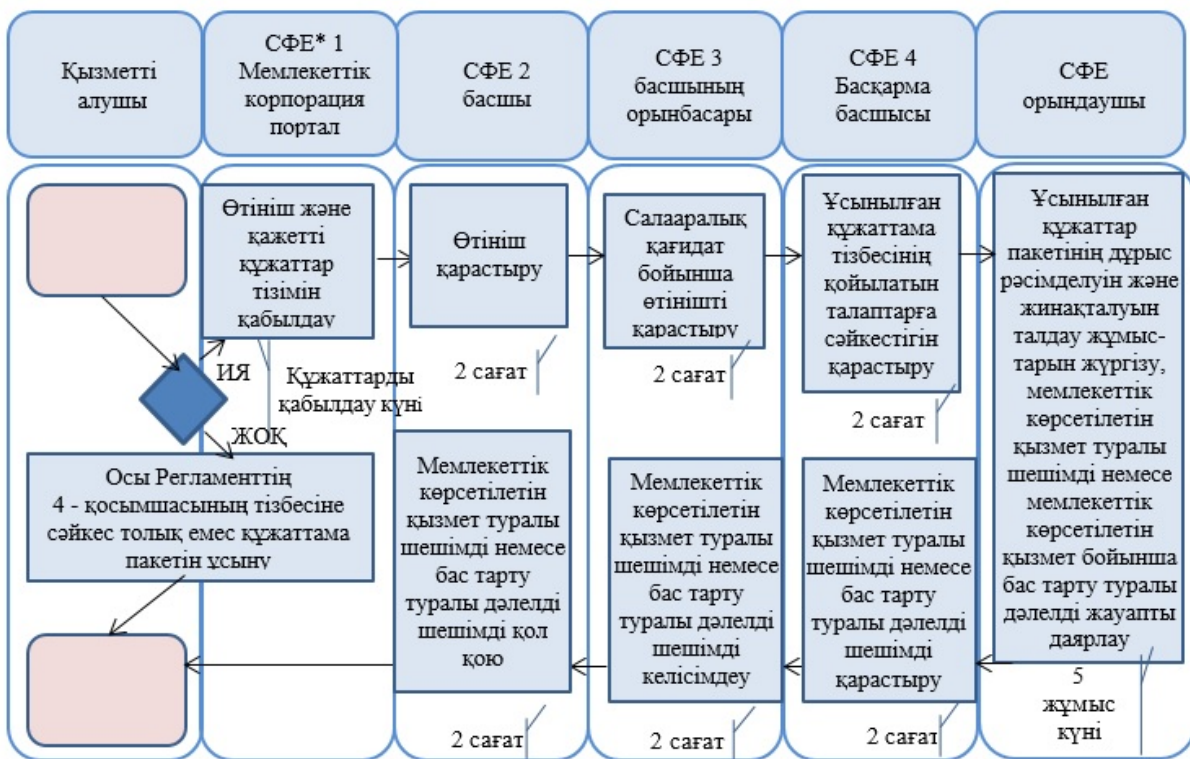 Қызметті
алушы
СФЕ* 1
Мемлекеттік
корпорация
портал
СФЕ 2
басшы
СФЕ 3
басшының
орынбасары
СФЕ 4
Басқарма
басшысы
СФЕ
орындаушы
Өтініш және
қажетті
құжаттар
тізімін
қабылдау
Құжаттарды
қабылдау күні
Өтініш
қарастыру
2 сағат
Салааралық
қағидат
бойынша
өтінішті
қарастыру
2 сағат
Ұсынылған
құжаттама
тізбесінің
қойылатын
талаптарға
сәйкестігін
қарастыру
2 сағат
Ұсынылған
құжаттар
пакетінің дұрыс
рәсімделуін және
жинақталуын
талдау жұмыс-
тарын жүргізу,
мемлекеттік
көрсетілетін
қызмет туралы
шешімді немесе
мемлекеттік
көрсетілетін
қызмет бойынша
бас тарту туралы
дәлелді жауапты
даярлау
5
жұмыс
күні
ИЯ
ЖОҚ
Осы Регламенттің
4 - қосымшасының тізбесіне
сәйкес толық емес құжаттама
пакетін ұсыну
Мемлекеттік
көрсетілетін
қызмет туралы
шешімді немесе
бас тарту
туралы дәлелді
шешімді қол
қою
2 сағат
Мемлекеттік
көрсетілетін
қызмет туралы
шешімді немесе
бас тарту
туралы дәлелді
шешімді
келісімдеу
2 сағат
Мемлекеттік
көрсетілетін
қызмет туралы
шешімді немесе
бас тарту
туралы дәлелді
шешімді
қарастыру
2 сағат